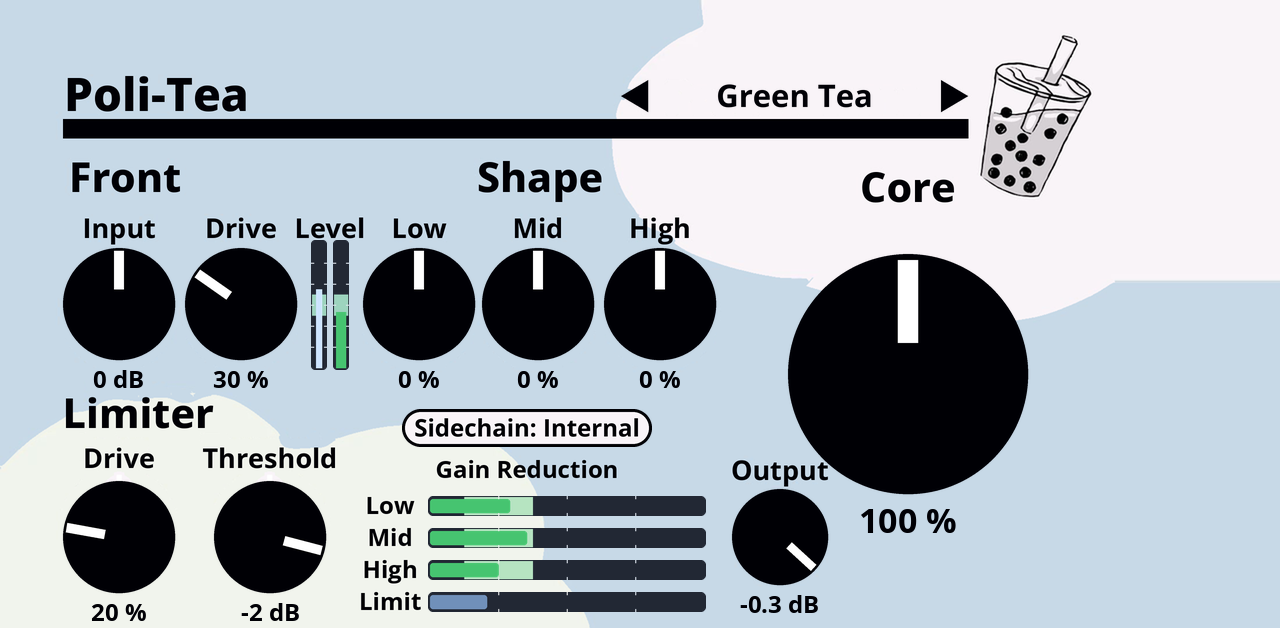 Poli-Tea
Green Tea
Front
Shape
Core
Input
Drive
Level
Low
Mid
High
0 dB
30 %
0 %
0 %
0 %
Limiter
Sidechain: Internal
Drive
Threshold
Gain Reduction
Output
Low
Mid
High
Limit
100 %
20 %
-2 dB
-0.3 dB